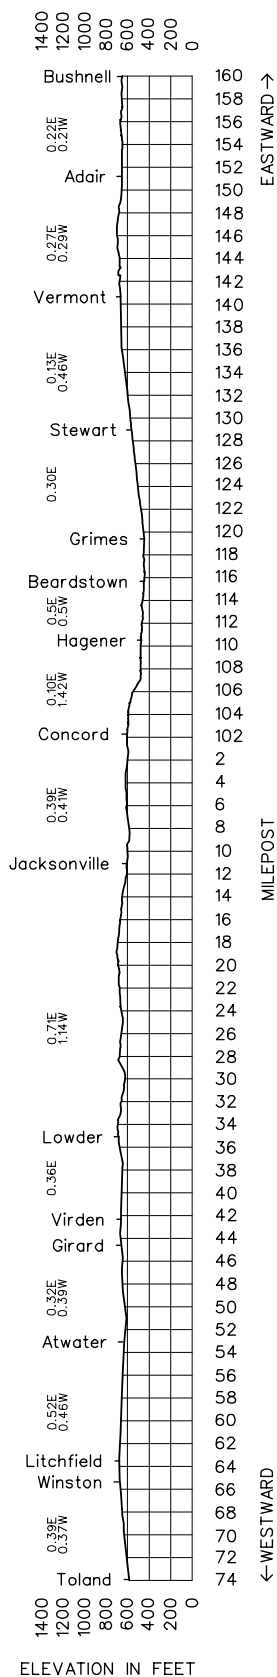 1400 1200 1000 800 600 400 200 0
Bushnell 160 EASTWARD →
158
0.22E 156
0.21W 154
152
Adair 150
148
0.27E 146
0.29W 144
142
Vermont 140
138
136
0.13E 134
0.46W 132
130
Stewart 128
126
0.30E 124
122
Grimes 120
118
Beardstown 116
0.5E 114
0.5W 112
Hagener 110
108
0.10E 106
1.42W 104
Concord 102
2
0.39E 4
0.41W 6
8
10
Jacksonville 12
MILEPOST
14
16
18
20
22
24
0.71E 26
1.14W 28
30
32
34
Lowder 36
0.36E 38
40
Virden 42
Girard 44
46
0.32E 48
0.39W 50
52
Atwater 54
56
0.52E 58
0.46W 60
62
Litchfield 64
Winston 66
← WESTWARD
68
0.39E 70
0.37W 72
Toland 74
1400 1200 1000 800 600 400 200 0
ELEVATION IN FEET